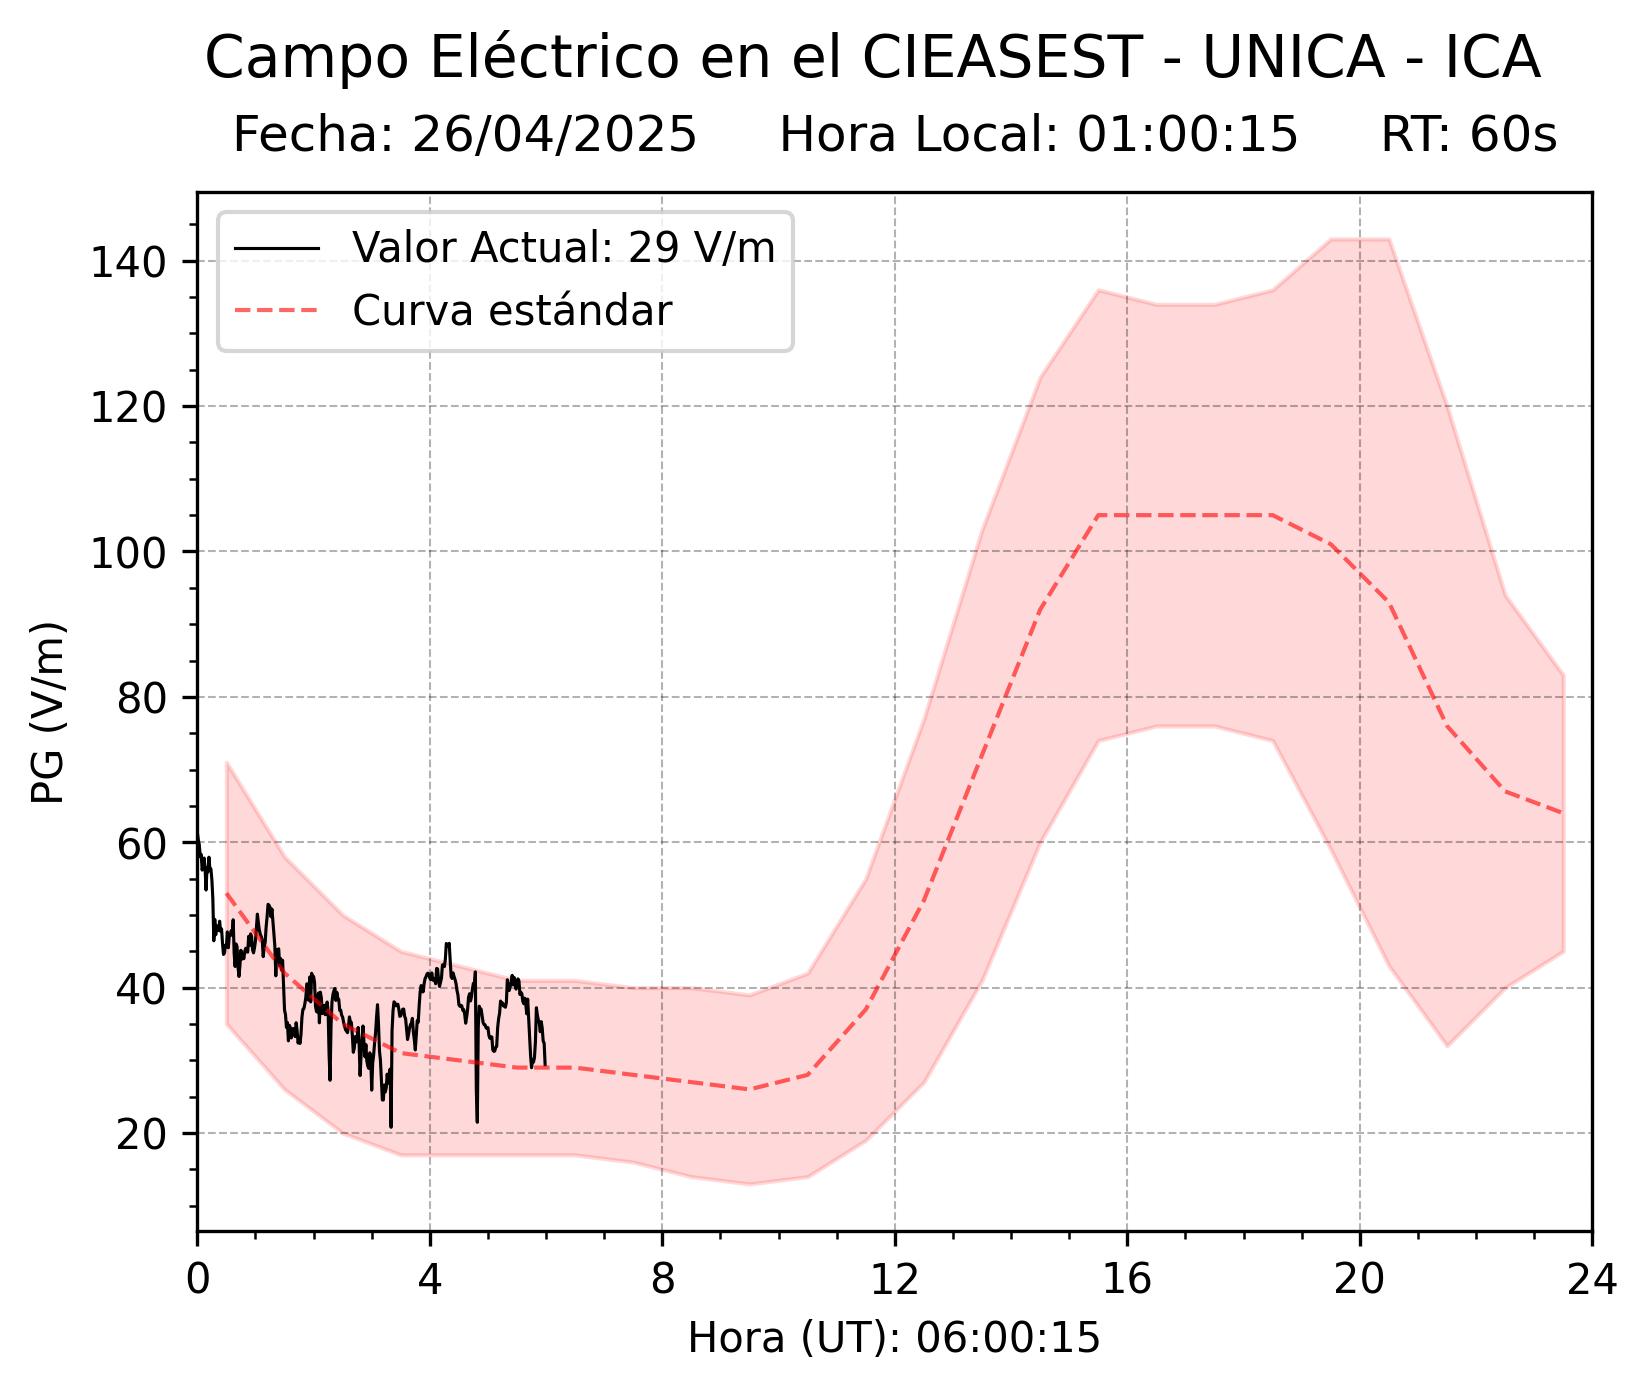 Campo Eléctrico en el CIEASEST - UNICA - ICA
Fecha: 26/04/2025 Hora Local: 01:00:15 RT: 60s
Valor Actual: 29 V/m
Curva estándar
140
120
100
80
60
40
20
PG (V/m)
0 4 8 12 16 20 24
Hora (UT): 06:00:15